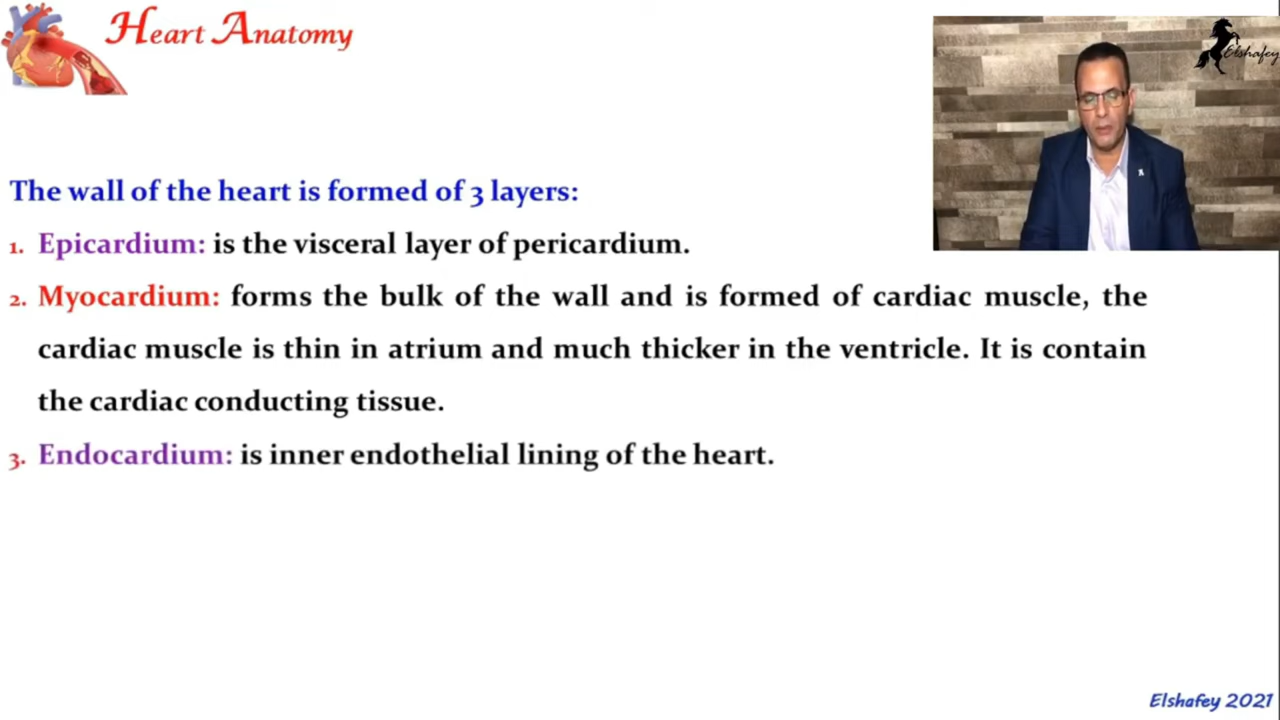 Heart Anatomy
Elshafey
The wall of the heart is formed of 3 layers:
1. Epicardium: is the visceral layer of pericardium.
2. Myocardium: forms the bulk of the wall and is formed of cardiac muscle, the
cardiac muscle is thin in atrium and much thicker in the ventricle. It is contain
the cardiac conducting tissue.
3. Endocardium: is inner endothelial lining of the heart.
Elshafey 2021